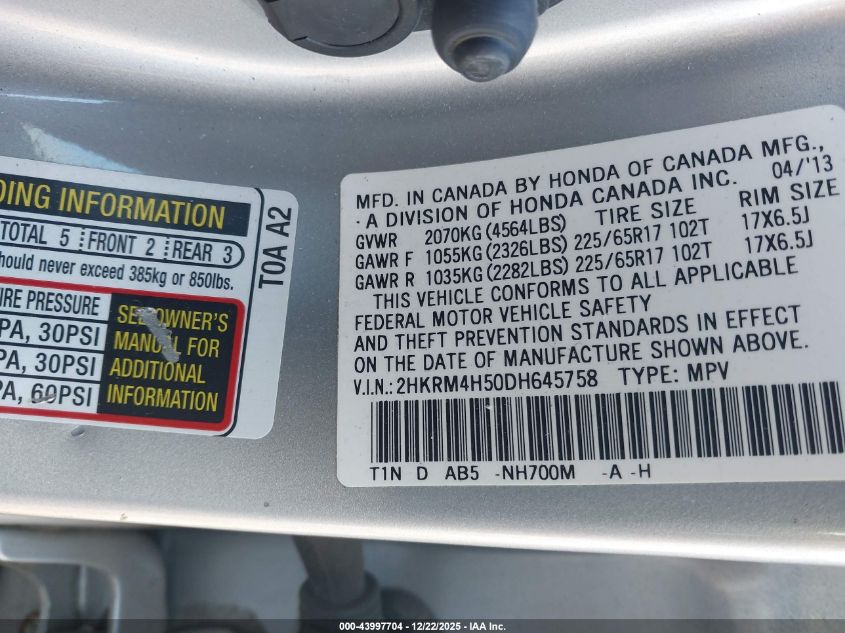 DING INFORMATION
TOTAL 5 FRONT 2 REAR 3
hould never exceed 385kg or 850lbs.
IRE PRESSURE
PA, 30PSI
PA, 30PSI
PA, 60PSI
SEE OWNER'S
MANUAL FOR
ADDITIONAL
INFORMATION
T0A A2
MFD. IN CANADA BY HONDA OF CANADA MFG.,
- A DIVISION OF HONDA CANADA INC. 04/'13
GVWR 2070KG (4564LBS) TIRE SIZE RIM SIZE
GAWR F 1055KG (2326LBS) 225/65R17 102T 17X6.5J
GAWR R 1035KG (2282LBS) 225/65R17 102T 17X6.5J
THIS VEHICLE CONFORMS TO ALL APPLICABLE
FEDERAL MOTOR VEHICLE SAFETY
AND THEFT PREVENTION STANDARDS IN EFFECT
ON THE DATE OF MANUFACTURE SHOWN ABOVE.
V.I.N.: 2HKRM4H50DH645758 TYPE: MPV
T1N D AB5 -NH700M -A -H
000-43997704 - 12/22/2025 - IAA Inc.